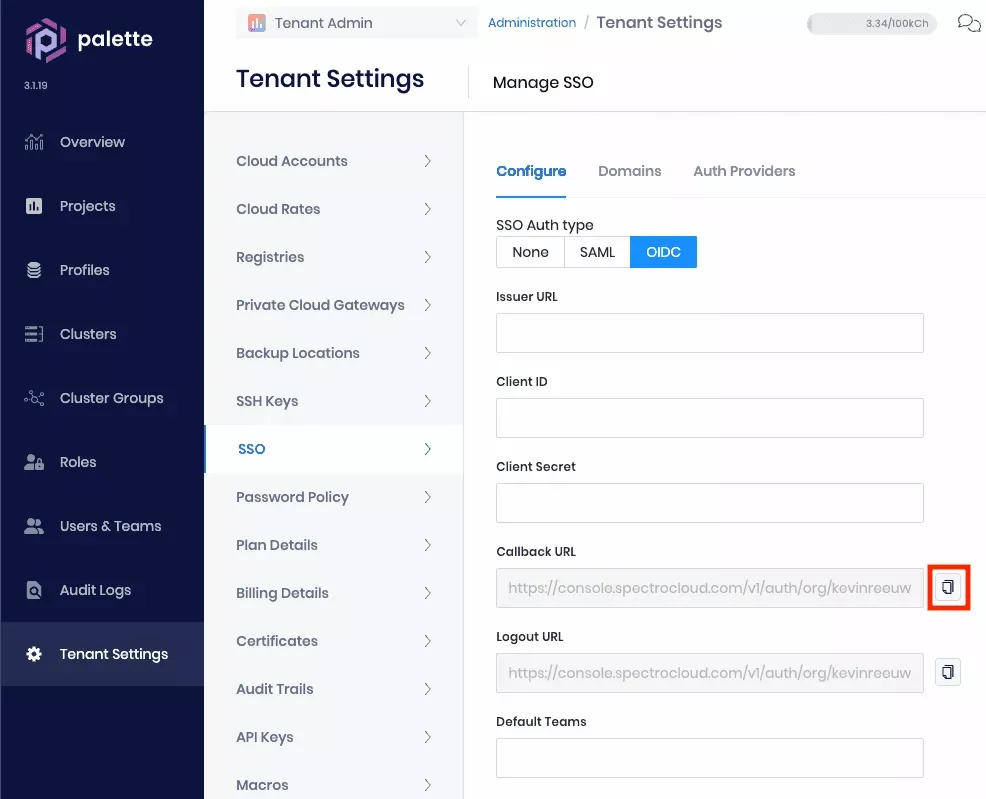 palette
3.1.19
Overview
Projects
Profiles
Clusters
Cluster Groups
Roles
Users & Teams
Audit Logs
Tenant Settings
Tenant Admin
Administration / Tenant Settings
3.34/100kCh
Tenant Settings
Manage SSO
Cloud Accounts
Cloud Rates
Registries
Private Cloud Gateways
Backup Locations
SSH Keys
SSO
Password Policy
Plan Details
Billing Details
Certificates
Audit Trails
API Keys
Macros
Configure Domains Auth Providers
SSO Auth type
None SAML OIDC
Issuer URL
Client ID
Client Secret
Callback URL
https://console.spectrocloud.com/v1/auth/org/kevinreeuw
Logout URL
https://console.spectrocloud.com/v1/auth/org/kevinreeuw
Default Teams